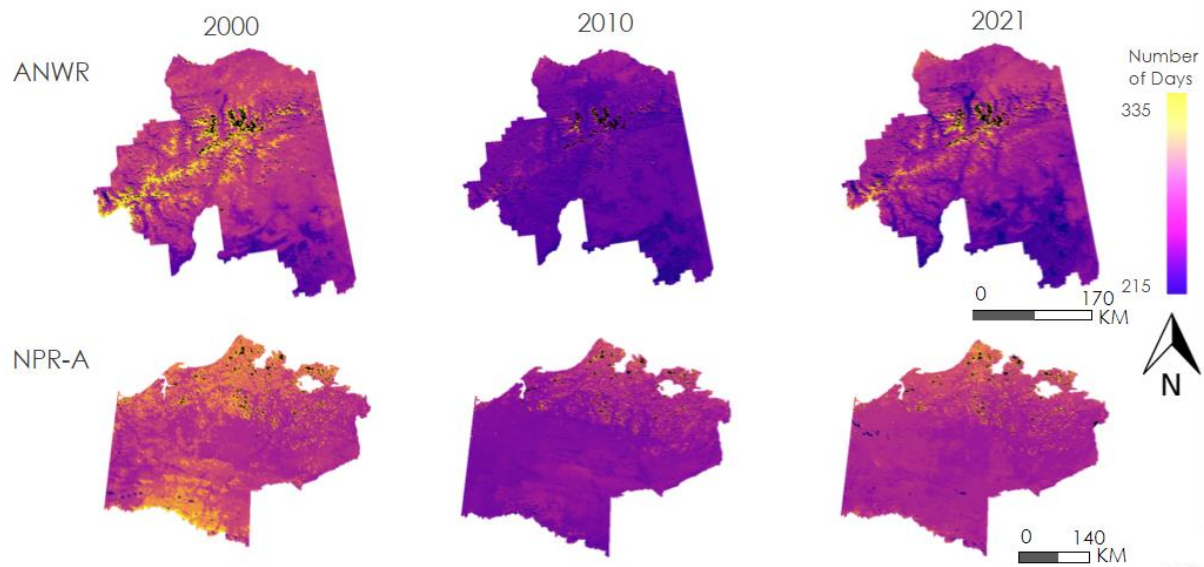 2000
2010
2021
ANWR
Number
of Days
335
215
0 170
KM
NPR-A
N
0 140
KM